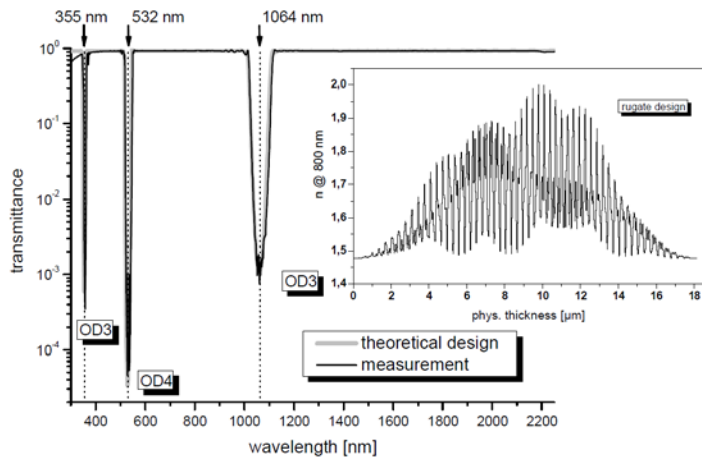 355 nm
532 nm
1064 nm
10⁰
10⁻¹
10⁻²
10⁻³
10⁻⁴
transmittance
400
600
800
1000
1200
1400
1600
1800
2000
2200
wavelength [nm]
OD3
OD4
OD3
theoretical design
measurement
2,0
1,9
1,8
1,7
1,6
1,5
1,4
n @ 800 nm
rugate design
0
2
4
6
8
10
12
14
16
18
phys. thickness [µm]